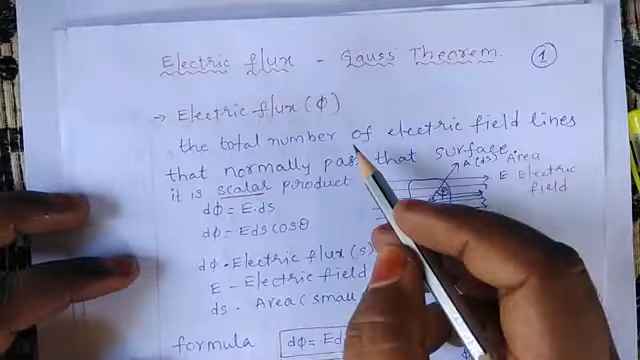 Electric flux - Gauss Theorem. 1
→ Electric flux (ϕ)
the total number of electric field lines
that normally pass that surface.
A (ds) Area
it is scalar product
E Electric field
dϕ = E.ds
dϕ = Eds cosθ
dϕ - Electric flux (s)
E - Electric field
ds - Area (small
formula dϕ = Ed